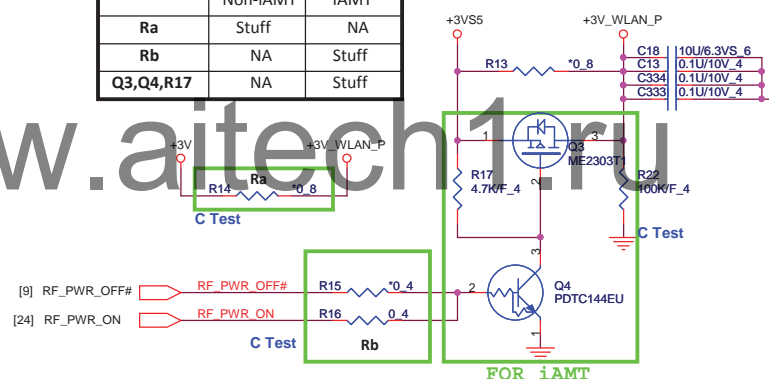 Non-iAMT iAMT
Ra Stuff NA
Rb NA Stuff
Q3,Q4,R17 NA Stuff
+3VS5
+3V_WLAN_P
R13 *0_8
C18 10U/6.3VS_6
C13 0.1U/10V_4
C334 0.1U/10V_4
C333 0.1U/10V_4
w.aitech1.ru
+3V
+3V_WLAN_P
Ra
R14 *0_8
C Test
1
3
Q3
ME2303T1
2
R17
4.7K/F_4
R22
100K/F_4
C Test
3
[9] RF_PWR_OFF# RF_PWR_OFF# R15 *0_4
2
Q4
PDTC144EU
[24] RF_PWR_ON RF_PWR_ON R16 0_4
1
C Test
Rb
FOR iAMT